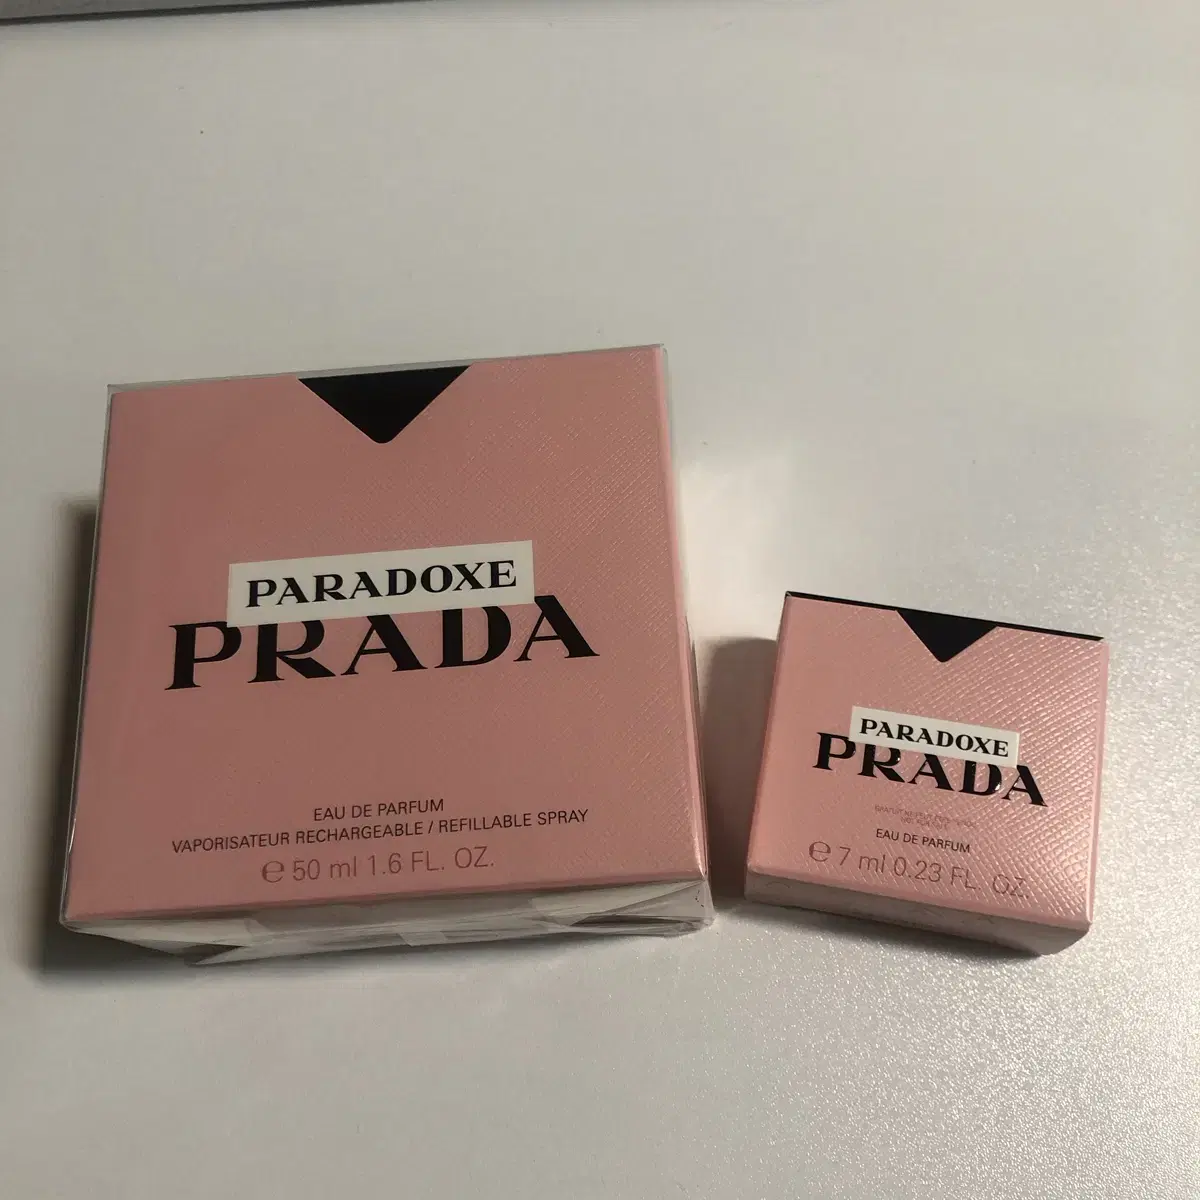 PARADOXE
PRADA
EAU DE PARFUM
VAPORISATEUR RECHARGEABLE / REFILLABLE SPRAY
℮ 50 ml 1.6 FL. OZ.
PARADOXE
PRADA
EAU DE PARFUM
℮ 7 ml 0.23 FL. OZ.